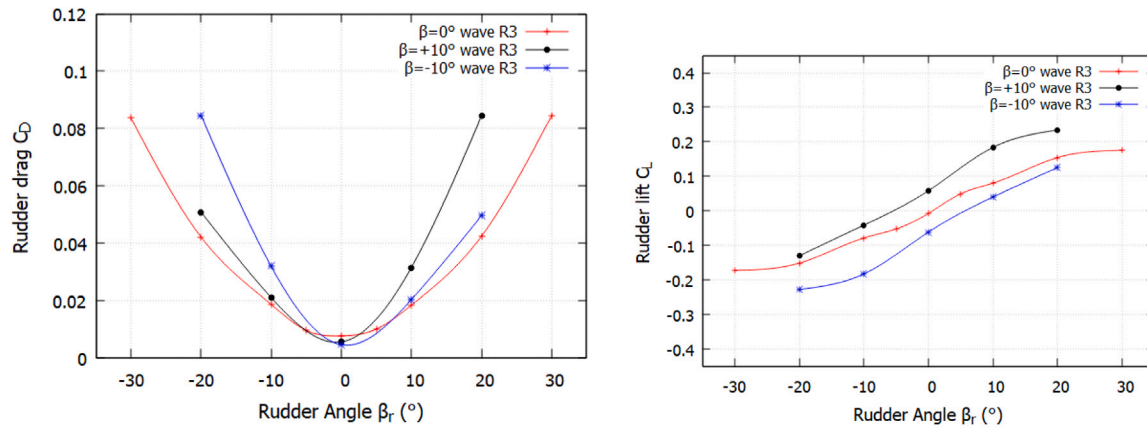 0.12
0.1
0.08
0.06
0.04
0.02
0
Rudder drag C_D
β=0° wave R3
β=+10° wave R3
β=-10° wave R3
-30 -20 -10 0 10 20 30
Rudder Angle β_r (°)
0.4
0.3
0.2
0.1
0
-0.1
-0.2
-0.3
-0.4
Rudder lift C_L
β=0° wave R3
β=+10° wave R3
β=-10° wave R3
-30 -20 -10 0 10 20 30
Rudder Angle β_r (°)